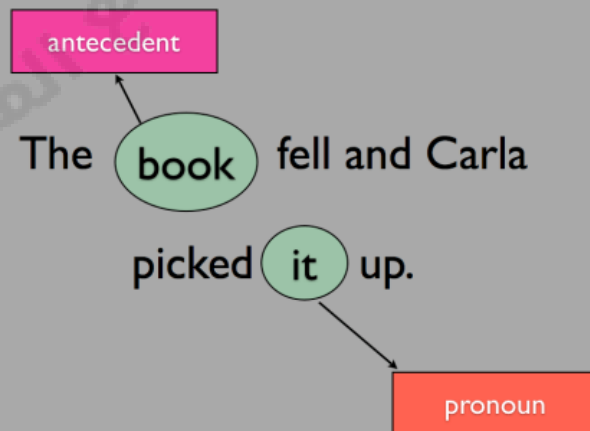 antecedent
The book fell and Carla
picked it up.
pronoun